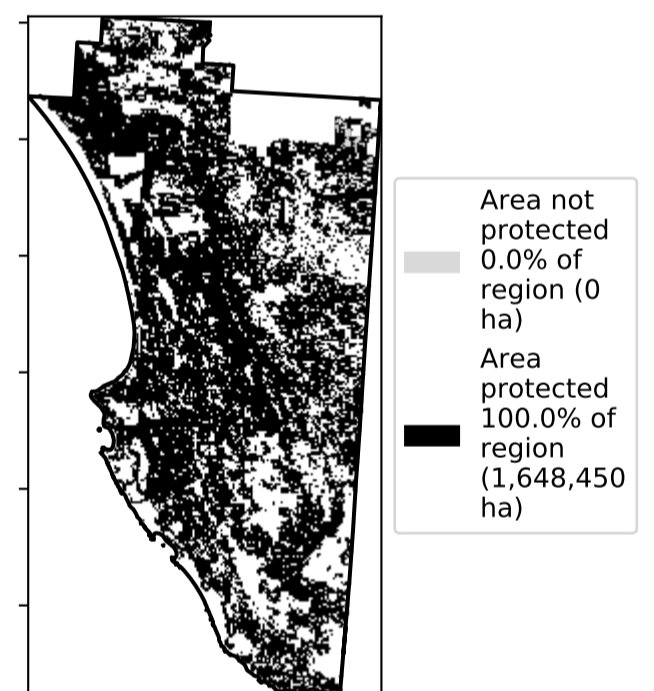 Area not
protected
0.0% of
region (0
ha)
Area
protected
100.0% of
region
(1,648,450
ha)